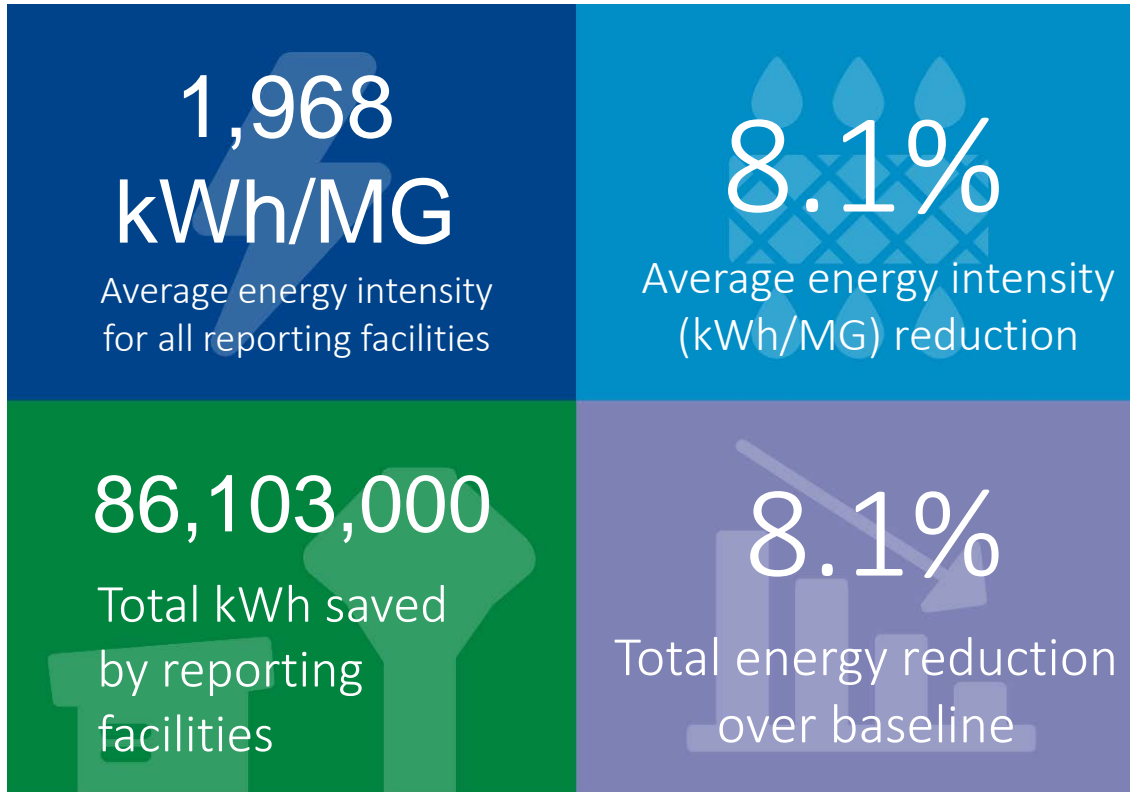 1,968
kWh/MG
Average energy intensity
for all reporting facilities
8.1%
Average energy intensity
(kWh/MG) reduction
86,103,000
Total kWh saved
by reporting
facilities
8.1%
Total energy reduction
over baseline